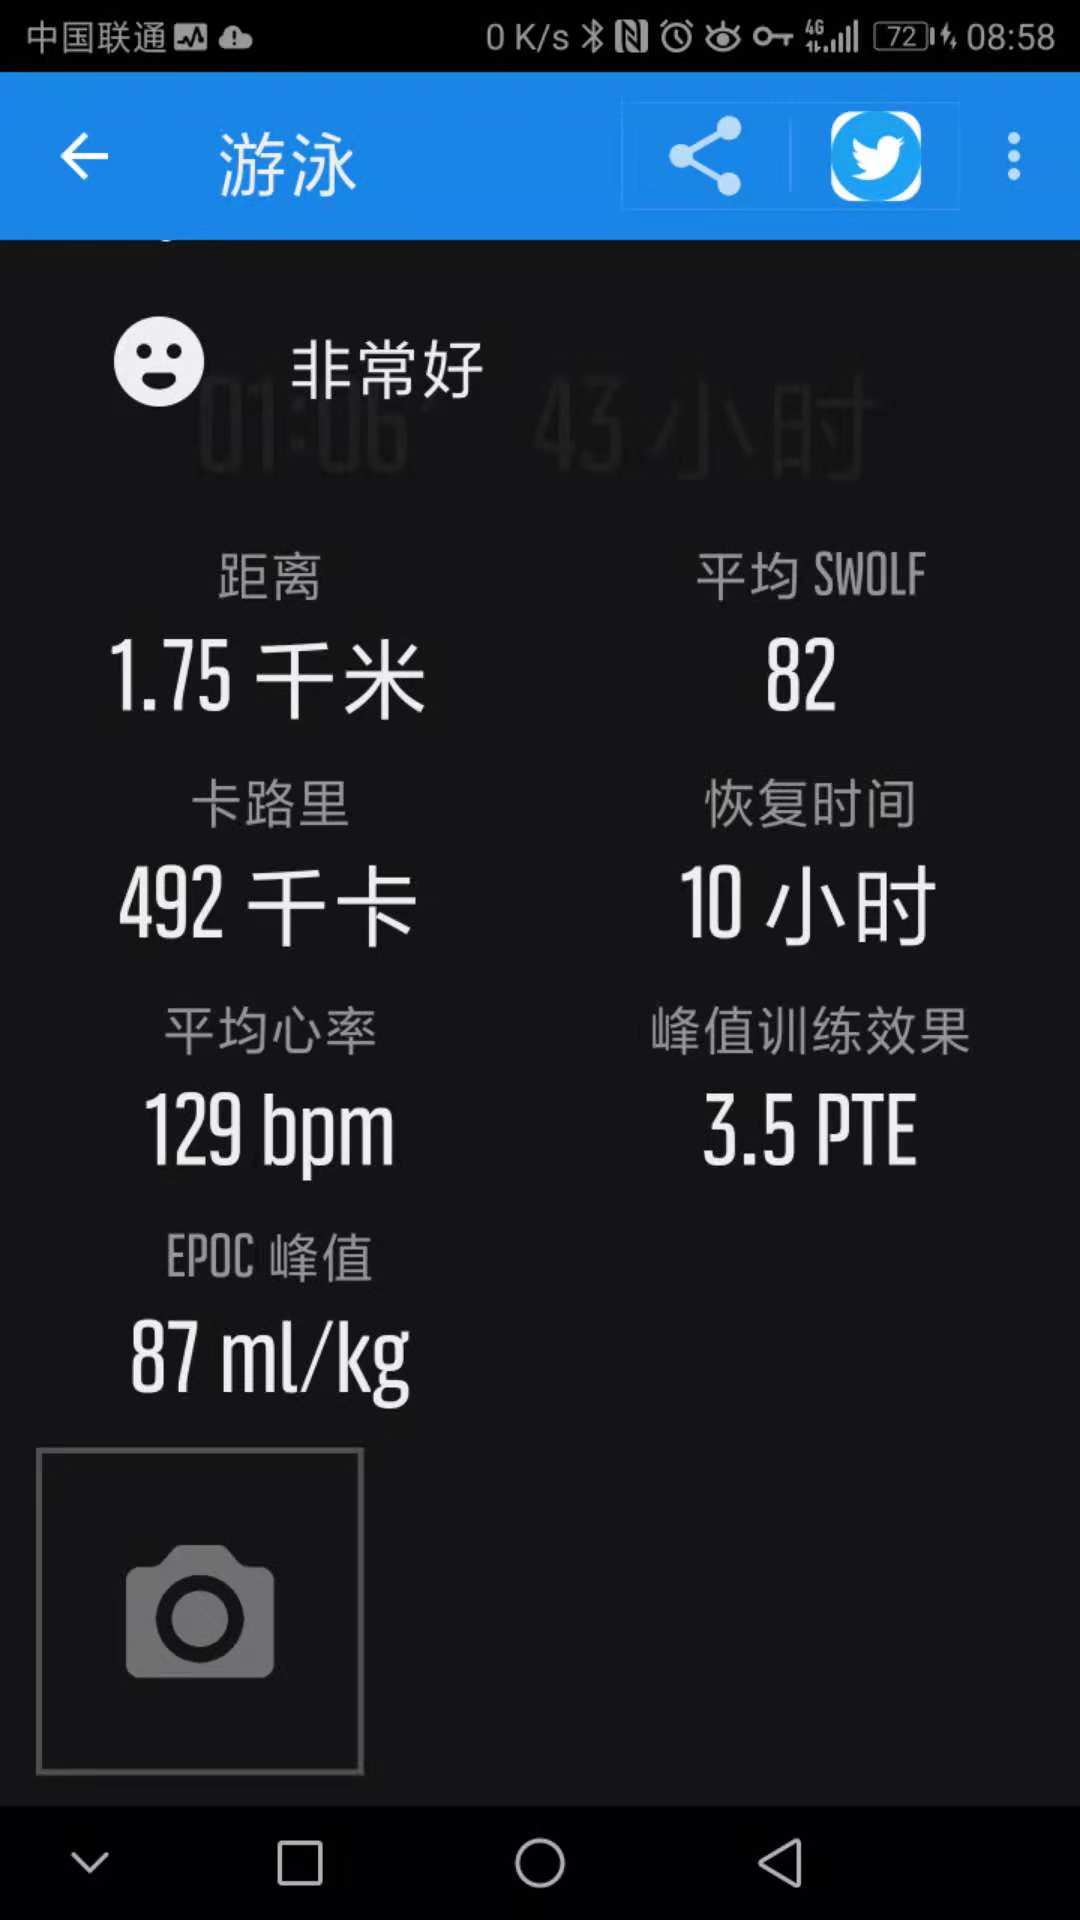 中国联通 0 K/s 4G 72 08:58
游泳
非常好
01:06 43 小时
距离 平均 SWOLF
1.75 千米 82
卡路里 恢复时间
492 千卡 10 小时
平均心率 峰值训练效果
129 bpm 3.5 PTE
EPOC 峰值
87 ml/kg